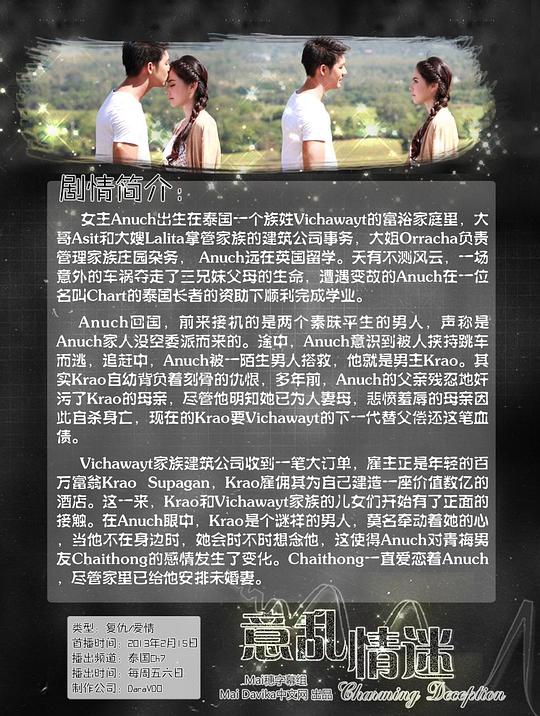 剧情简介:
女主Anuch出生在泰国一个族姓Vichawayt的富裕家庭里，大
哥Asit和大嫂Lalita掌管家族的建筑公司事务，大姐Orracha负责
管理家族庄园杂务， Anuch远在英国留学。天有不测风云，一场
意外的车祸夺走了三兄妹父母的生命，遭遇变故的Anuch在一位
名叫Chart的泰国长者的资助下顺利完成学业。
Anuch回国，前来接机的是两个素昧平生的男人，声称是
Anuch家人没空委派而来的。途中，Anuch意识到被人挟持跳车
而逃，追赶中，Anuch被一陌生男人搭救，他就是男主Krao。其
实Krao自幼背负着刻骨的仇恨，多年前，Anuch的父亲残忍地奸
污了Krao的母亲，尽管他明知她已为人妻母，悲愤羞辱的母亲因
此自杀身亡，现在的Krao要Vichawayt的下一代替父偿还这笔血
债。
Vichawayt家族建筑公司收到一笔大订单，雇主正是年轻的百
万富翁Krao Supagan，Krao雇佣其为自己建造一座价值数亿的
酒店。这一来，Krao和Vichawayt家族的儿女们开始有了正面的
接触。在Anuch眼中，Krao是个谜样的男人，莫名牵动着她的心
，当他不在身边时，她会时不时想念他，这使得Anuch对青梅男
友Chaithong的感情发生了变化。Chaithong一直爱恋着Anuch
，尽管家里已给他安排未婚妻。
类型：复仇/爱情
首播时间：2013年2月15日
播出频道：泰国Ch7
播出时间：每周五六日
制作公司：DaraVDO
意乱情迷
Charming Deception
Mai Davika中文网 出品